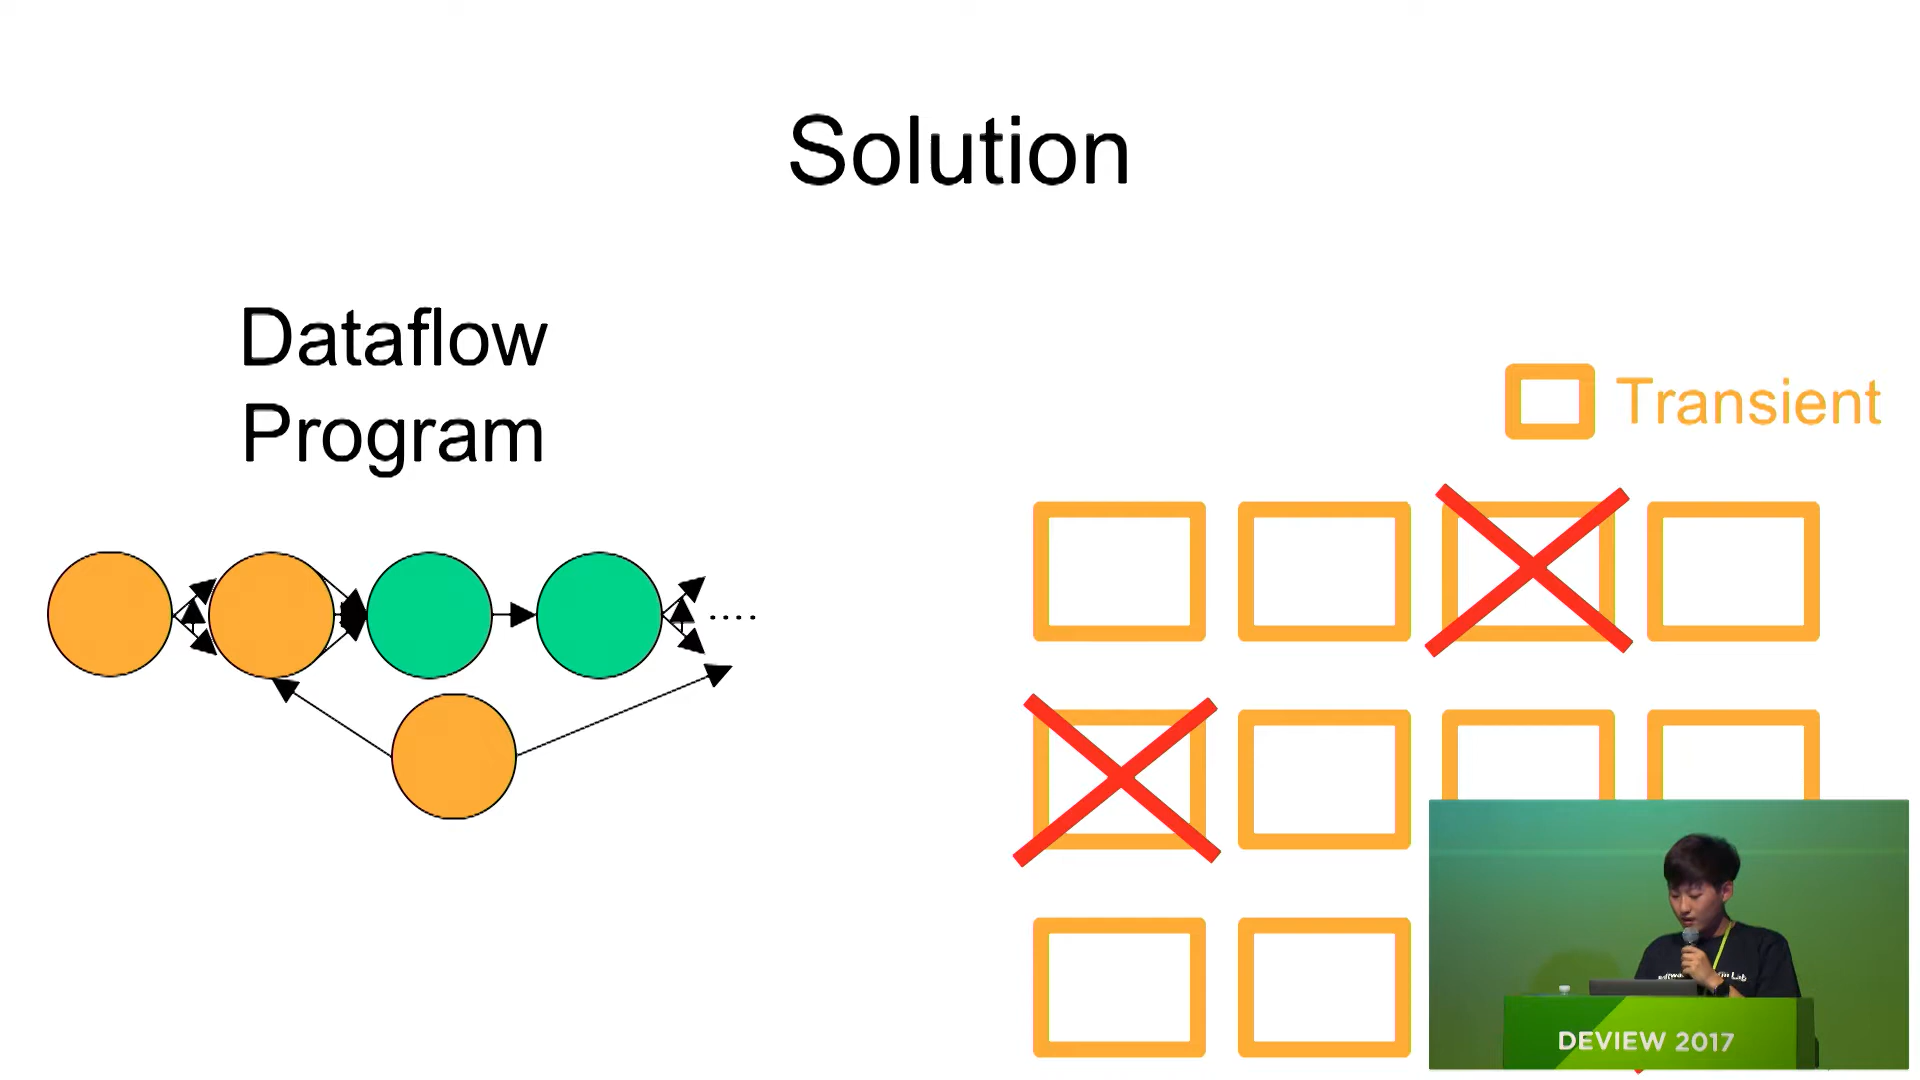 Solution
Dataflow
Program
Transient
....
DEVIEW 2017